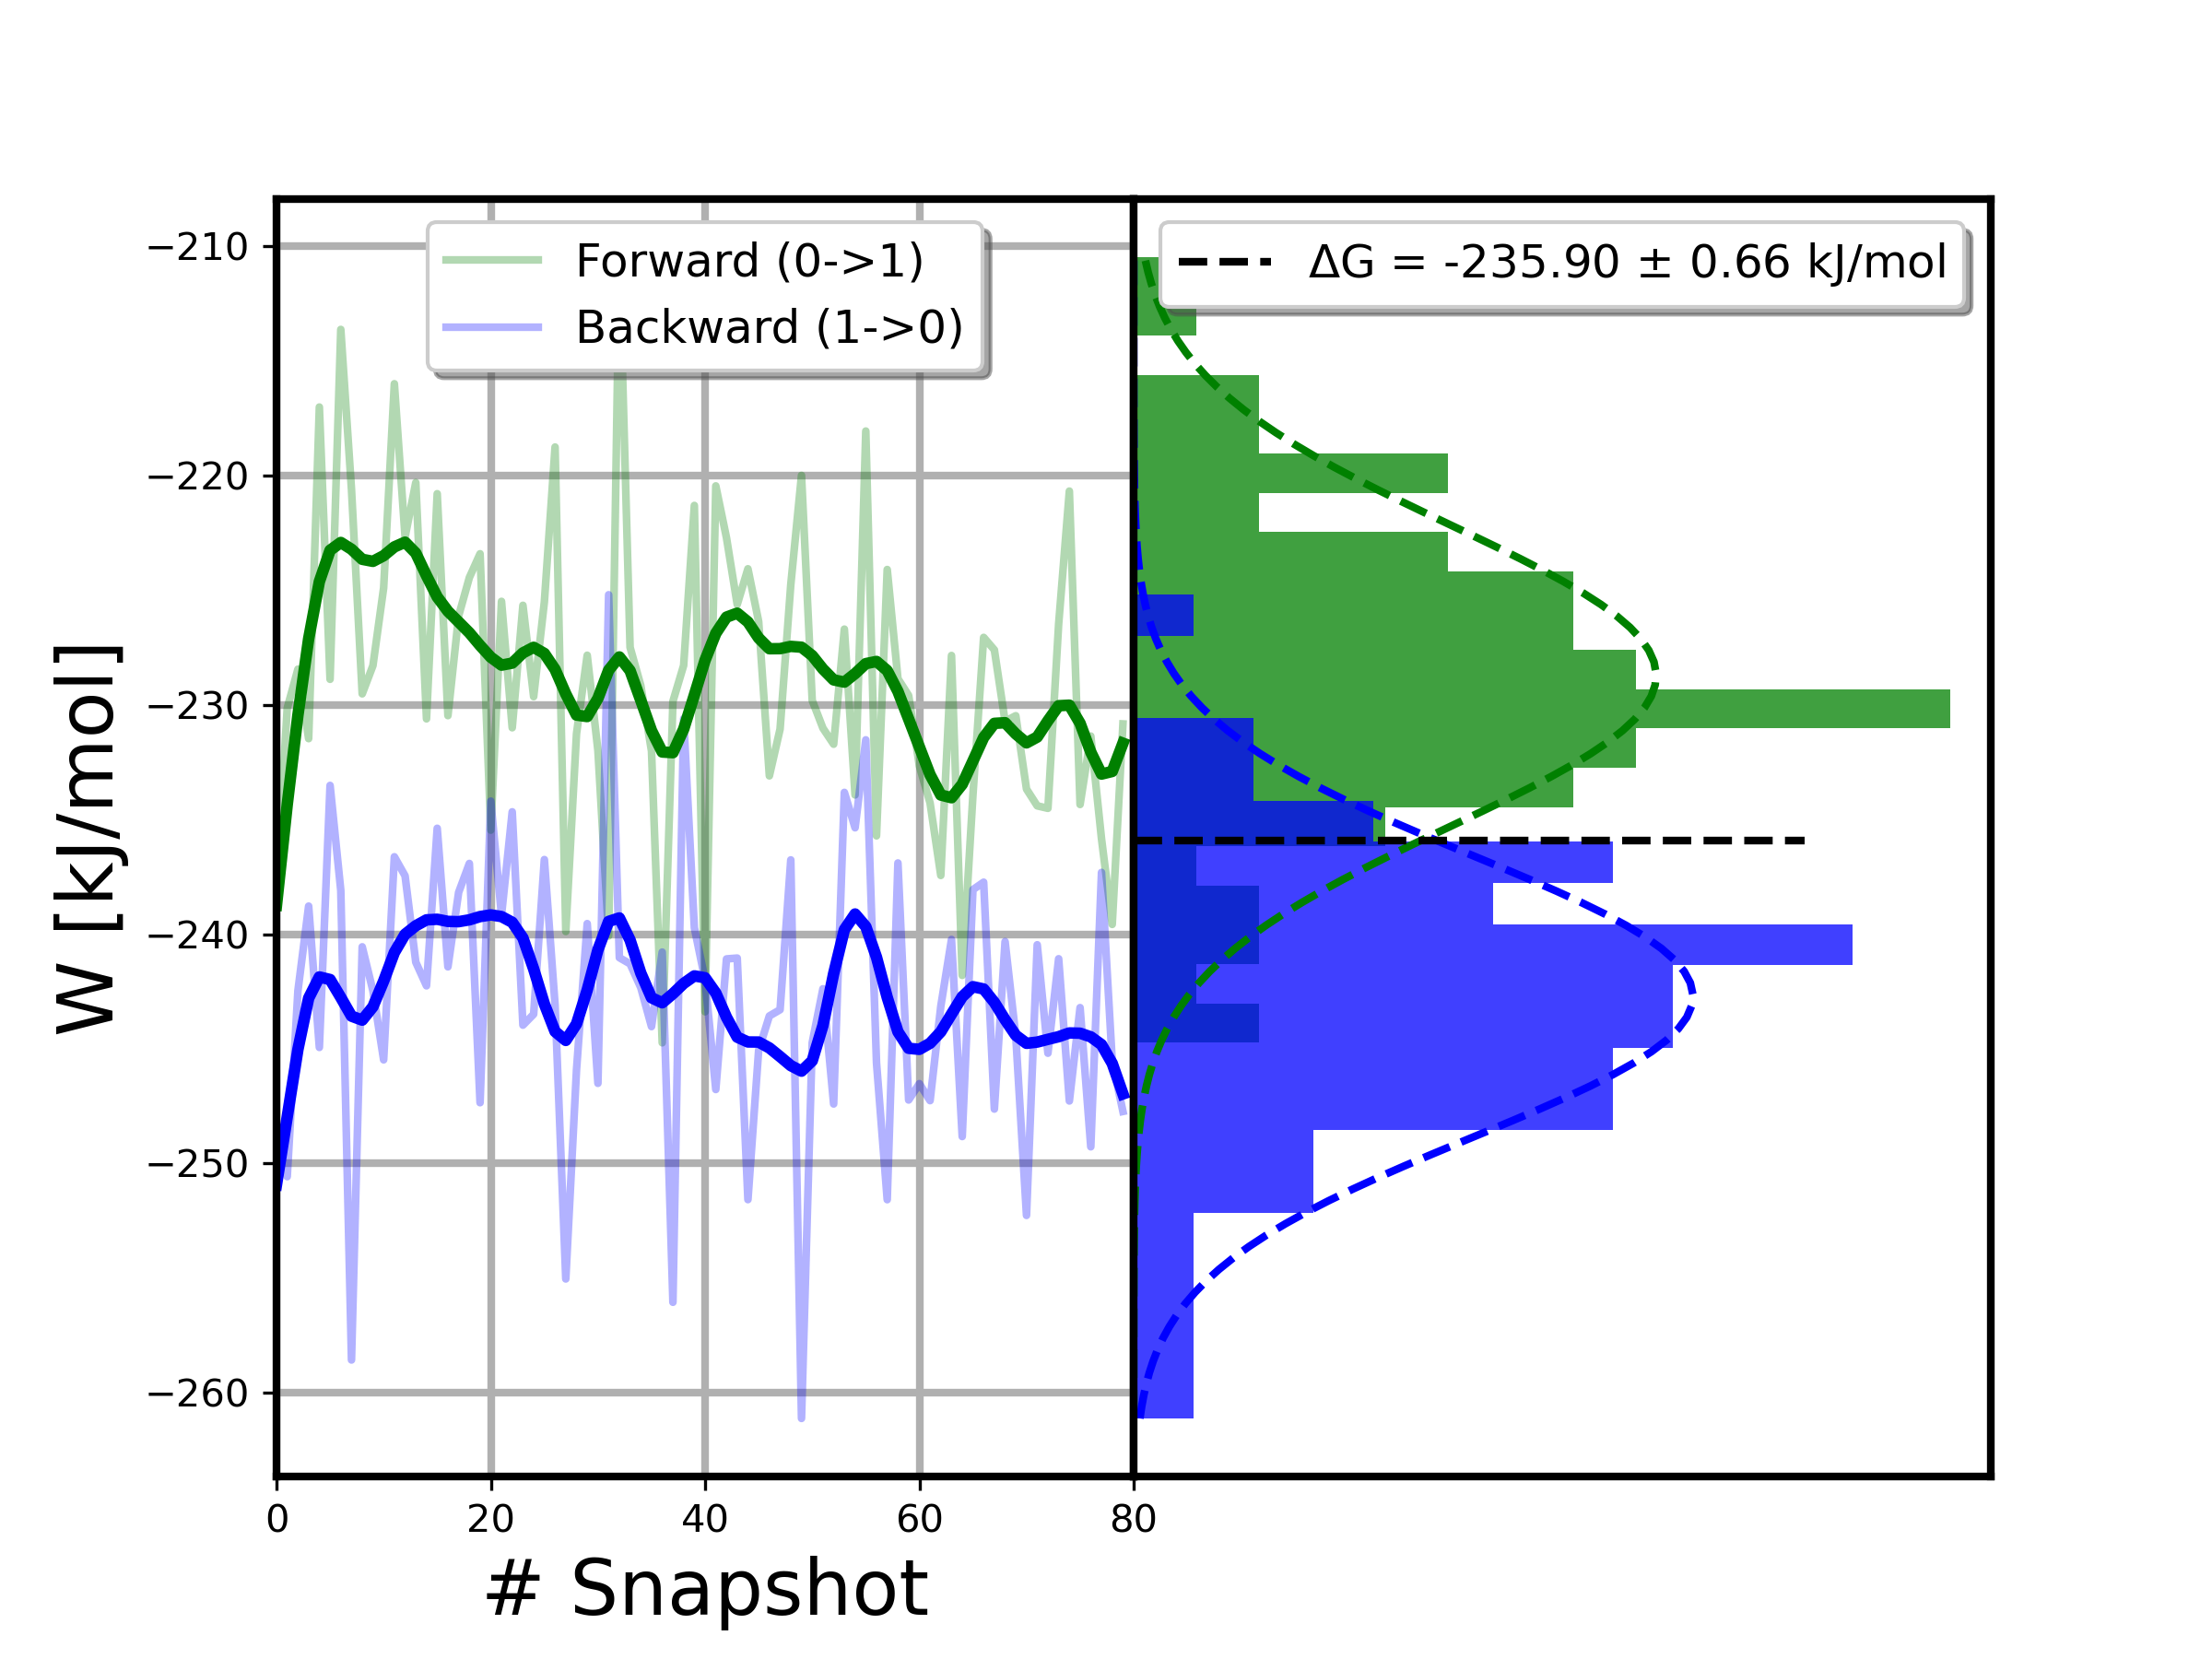 Forward (0->1)
Backward (1->0)
ΔG = -235.90 ± 0.66 kJ/mol
W [kJ/mol]
−210
−220
−230
−240
−250
−260
0 20 40 60 80
# Snapshot